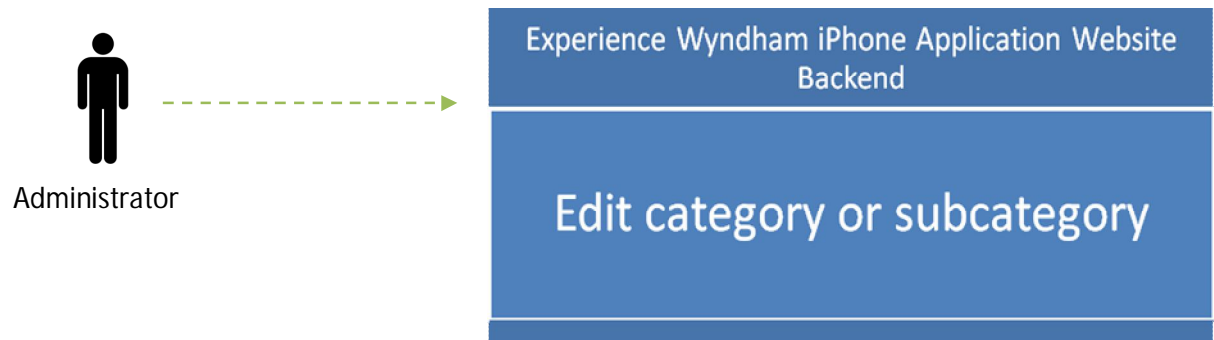 Experience Wyndham iPhone Application Website
Backend
Edit category or subcategory
Administrator